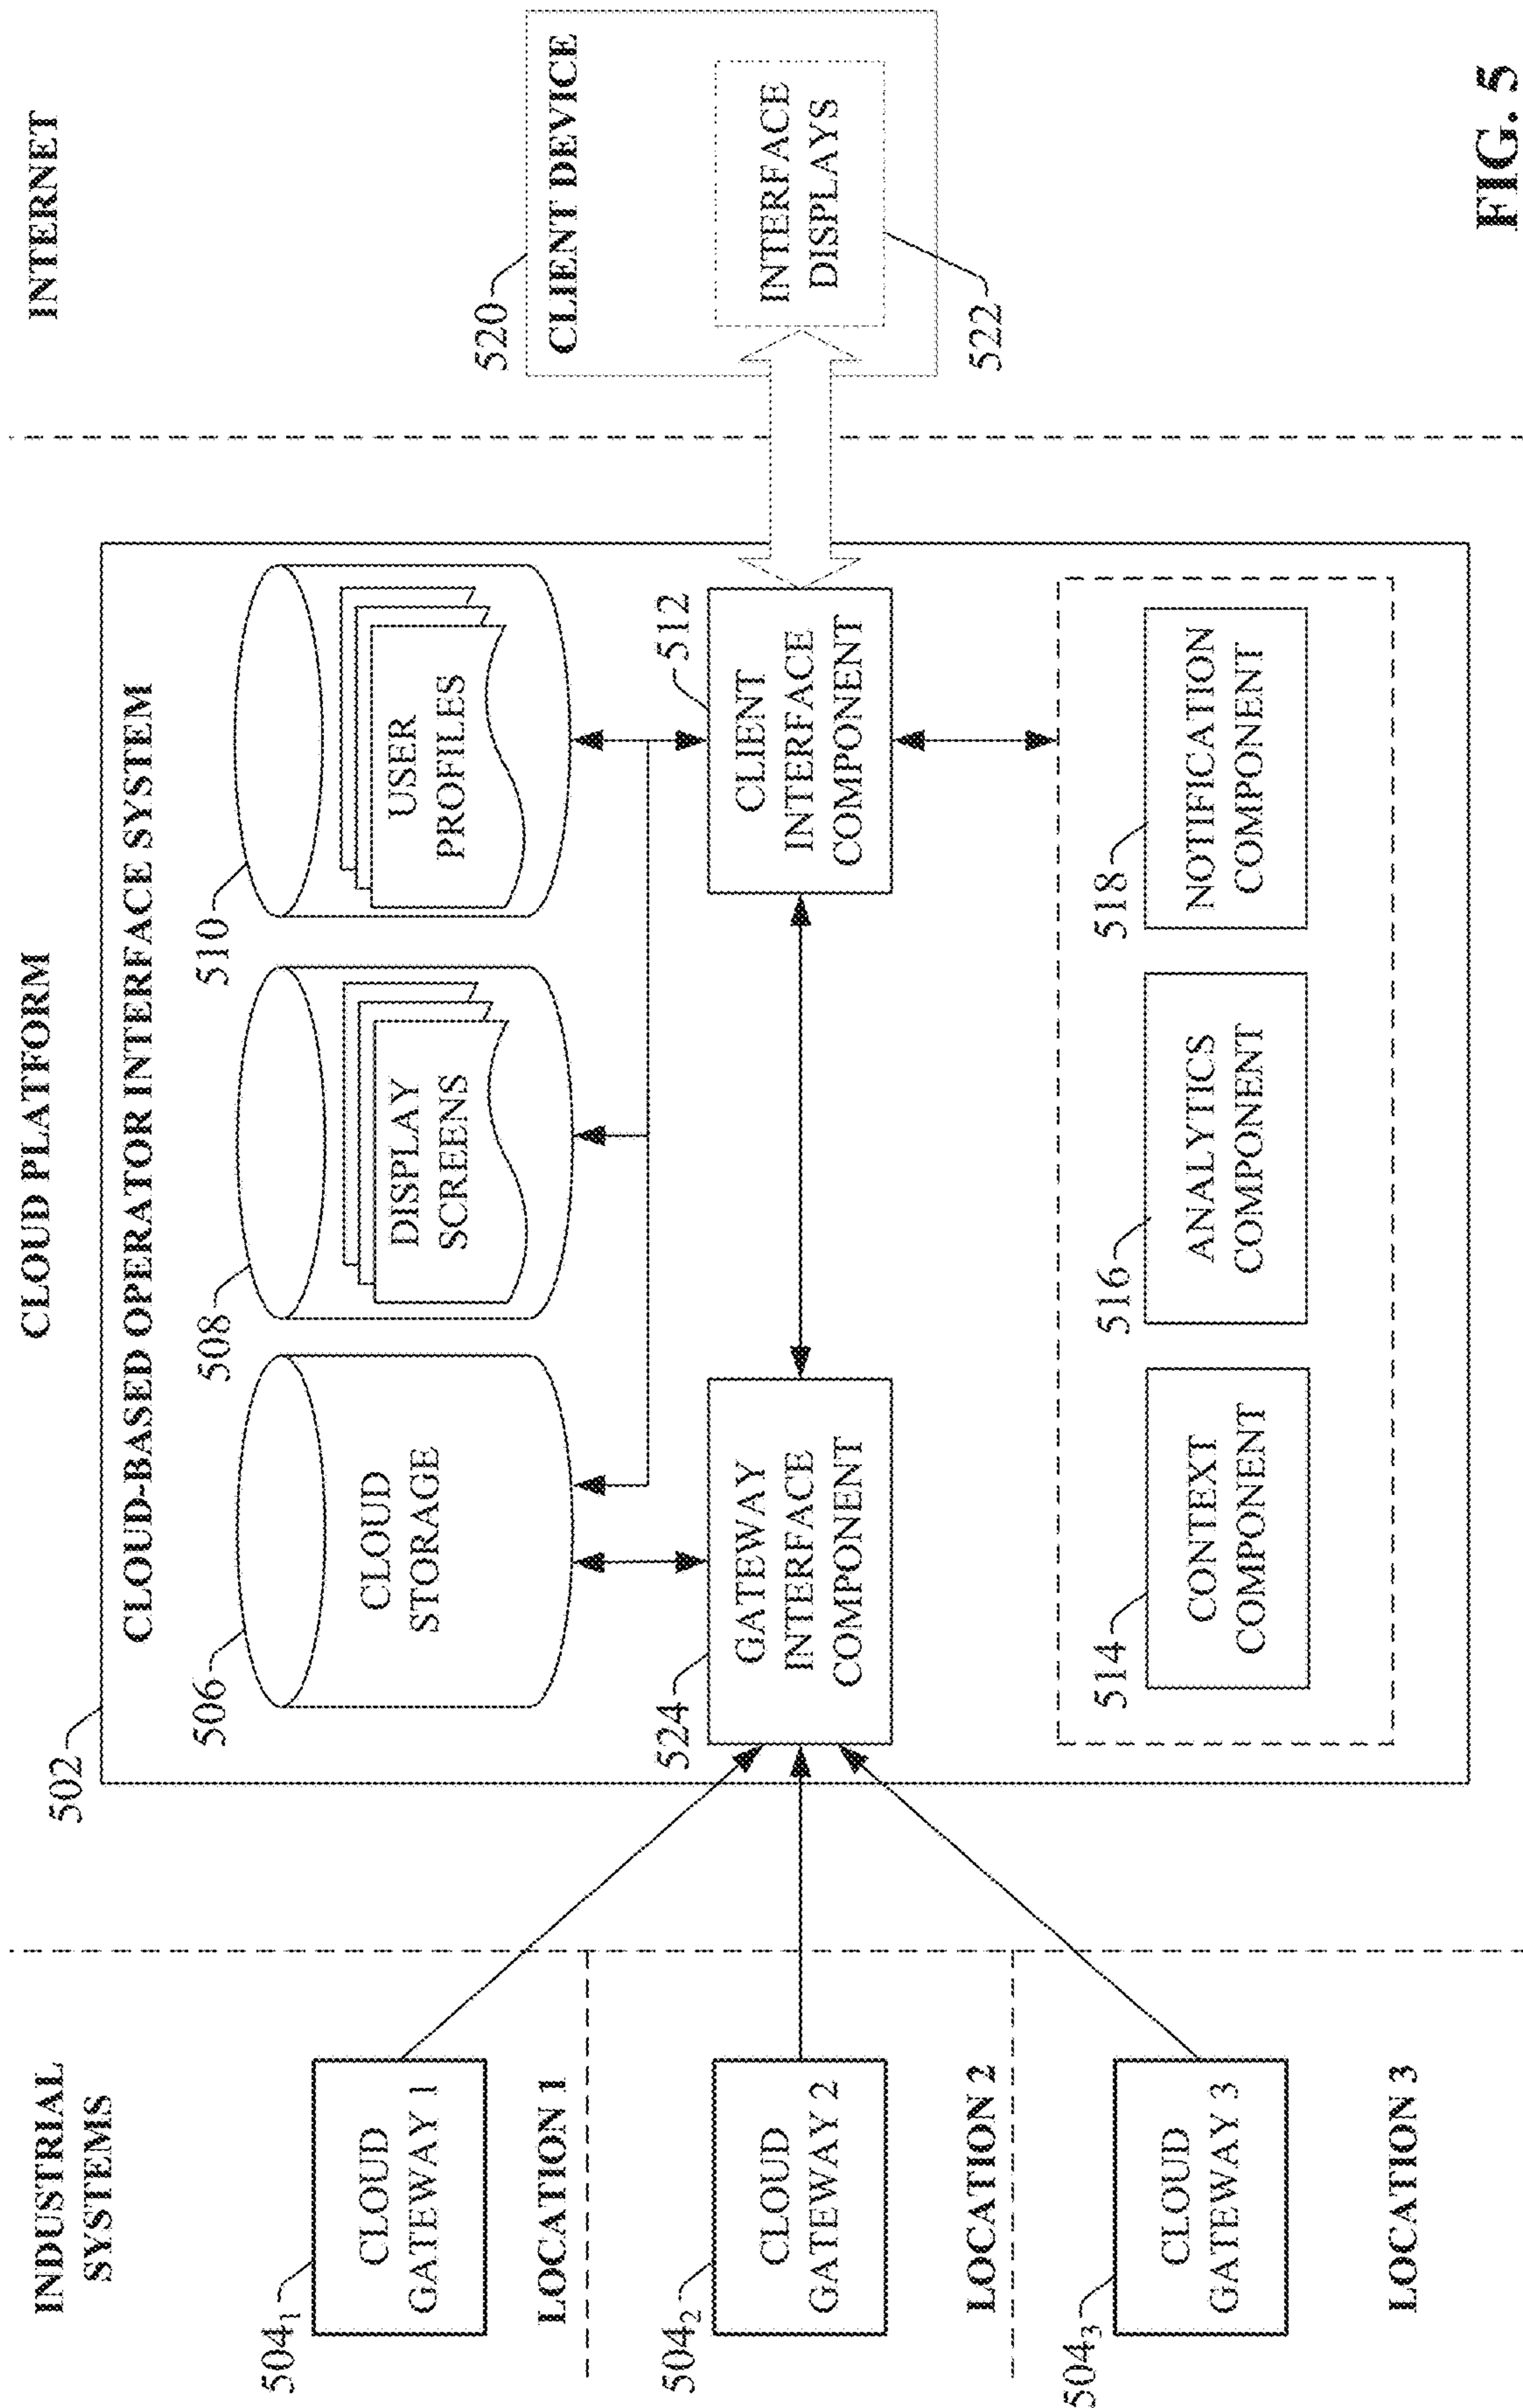 INDUSTRIAL
SYSTEMS
CLOUD PLATFORM
INTERNET
502
CLOUD-BASED OPERATOR INTERFACE SYSTEM
504₁
CLOUD
GATEWAY 1
LOCATION 1
504₂
CLOUD
GATEWAY 2
LOCATION 2
504₃
CLOUD
GATEWAY 3
LOCATION 3
506
CLOUD
STORAGE
508
DISPLAY
SCREENS
510
USER
PROFILES
524
GATEWAY
INTERFACE
COMPONENT
512
CLIENT
INTERFACE
COMPONENT
514
CONTEXT
COMPONENT
516
ANALYTICS
COMPONENT
518
NOTIFICATION
COMPONENT
520
CLIENT DEVICE
INTERFACE
DISPLAYS
522
FIG. 5